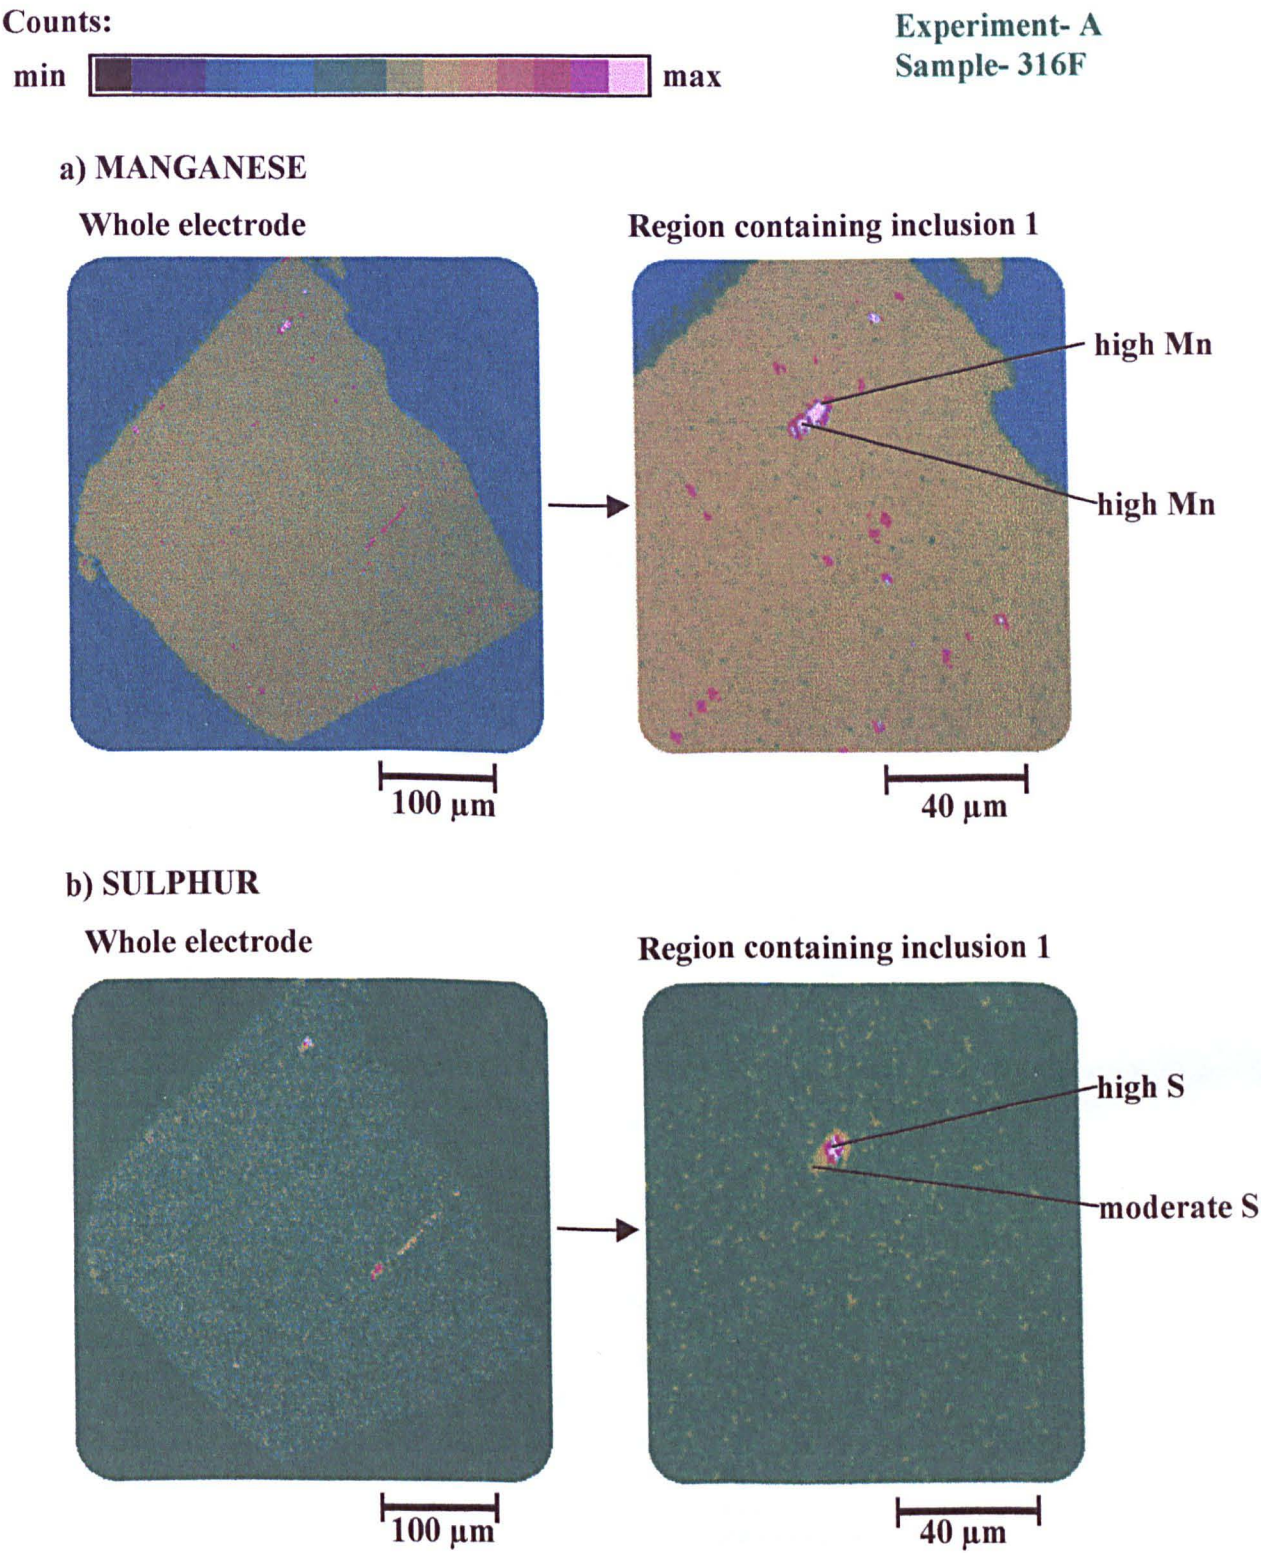 Counts:
min
max
Experiment- A
Sample- 316F
a) MANGANESE
Whole electrode
Region containing inclusion 1
high Mn
high Mn
100 µm
40 µm
b) SULPHUR
Whole electrode
Region containing inclusion 1
high S
moderate S
100 µm
40 µm